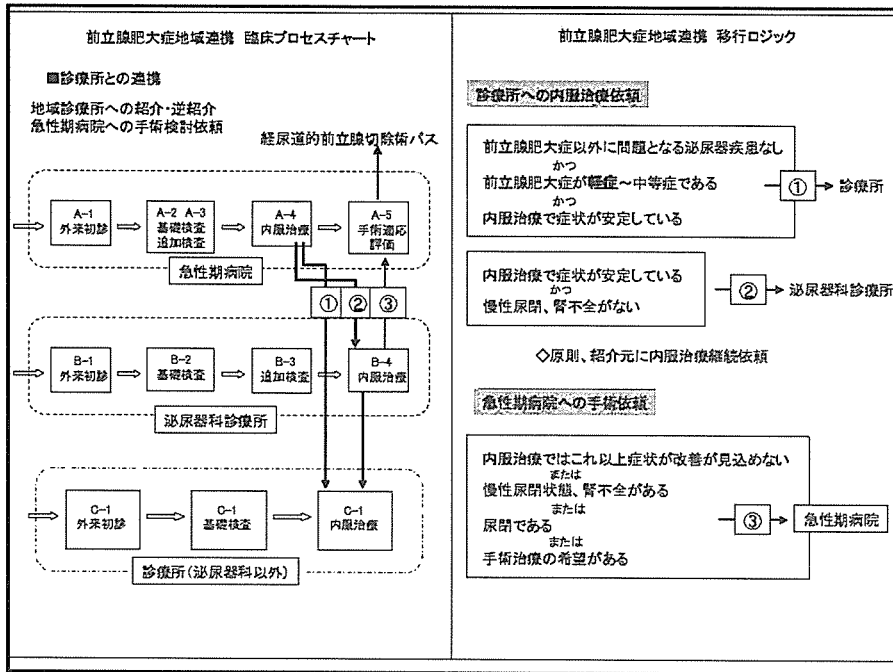 前立腺肥大症地域連携 臨床プロセスチャート
■診療所との連携
地域診療所への紹介・逆紹介
急性期病院への手術検討依頼
経尿道的前立腺切除術パス
A-1
外来初診
A-2 A-3
基礎検査
追加検査
A-4
内服治療
A-5
手術適応
評価
急性期病院
① ② ③
B-1
外来初診
B-2
基礎検査
B-3
追加検査
B-4
内服治療
泌尿器科診療所
C-1
外来初診
C-1
基礎検査
C-1
内服治療
診療所(泌尿器科以外)
前立腺肥大症地域連携 移行ロジック
診療所への内服治療依頼
前立腺肥大症以外に問題となる泌尿器疾患なし
かつ
前立腺肥大症が軽症~中等症である
かつ
内服治療で症状が安定している
① 診療所
内服治療で症状が安定している
かつ
慢性尿閉、腎不全がない
② 泌尿器科診療所
◇原則、紹介元に内服治療継続依頼
急性期病院への手術依頼
内服治療ではこれ以上症状が改善が見込めない
または
慢性尿閉状態、腎不全がある
または
尿閉である
または
手術治療の希望がある
③ 急性期病院